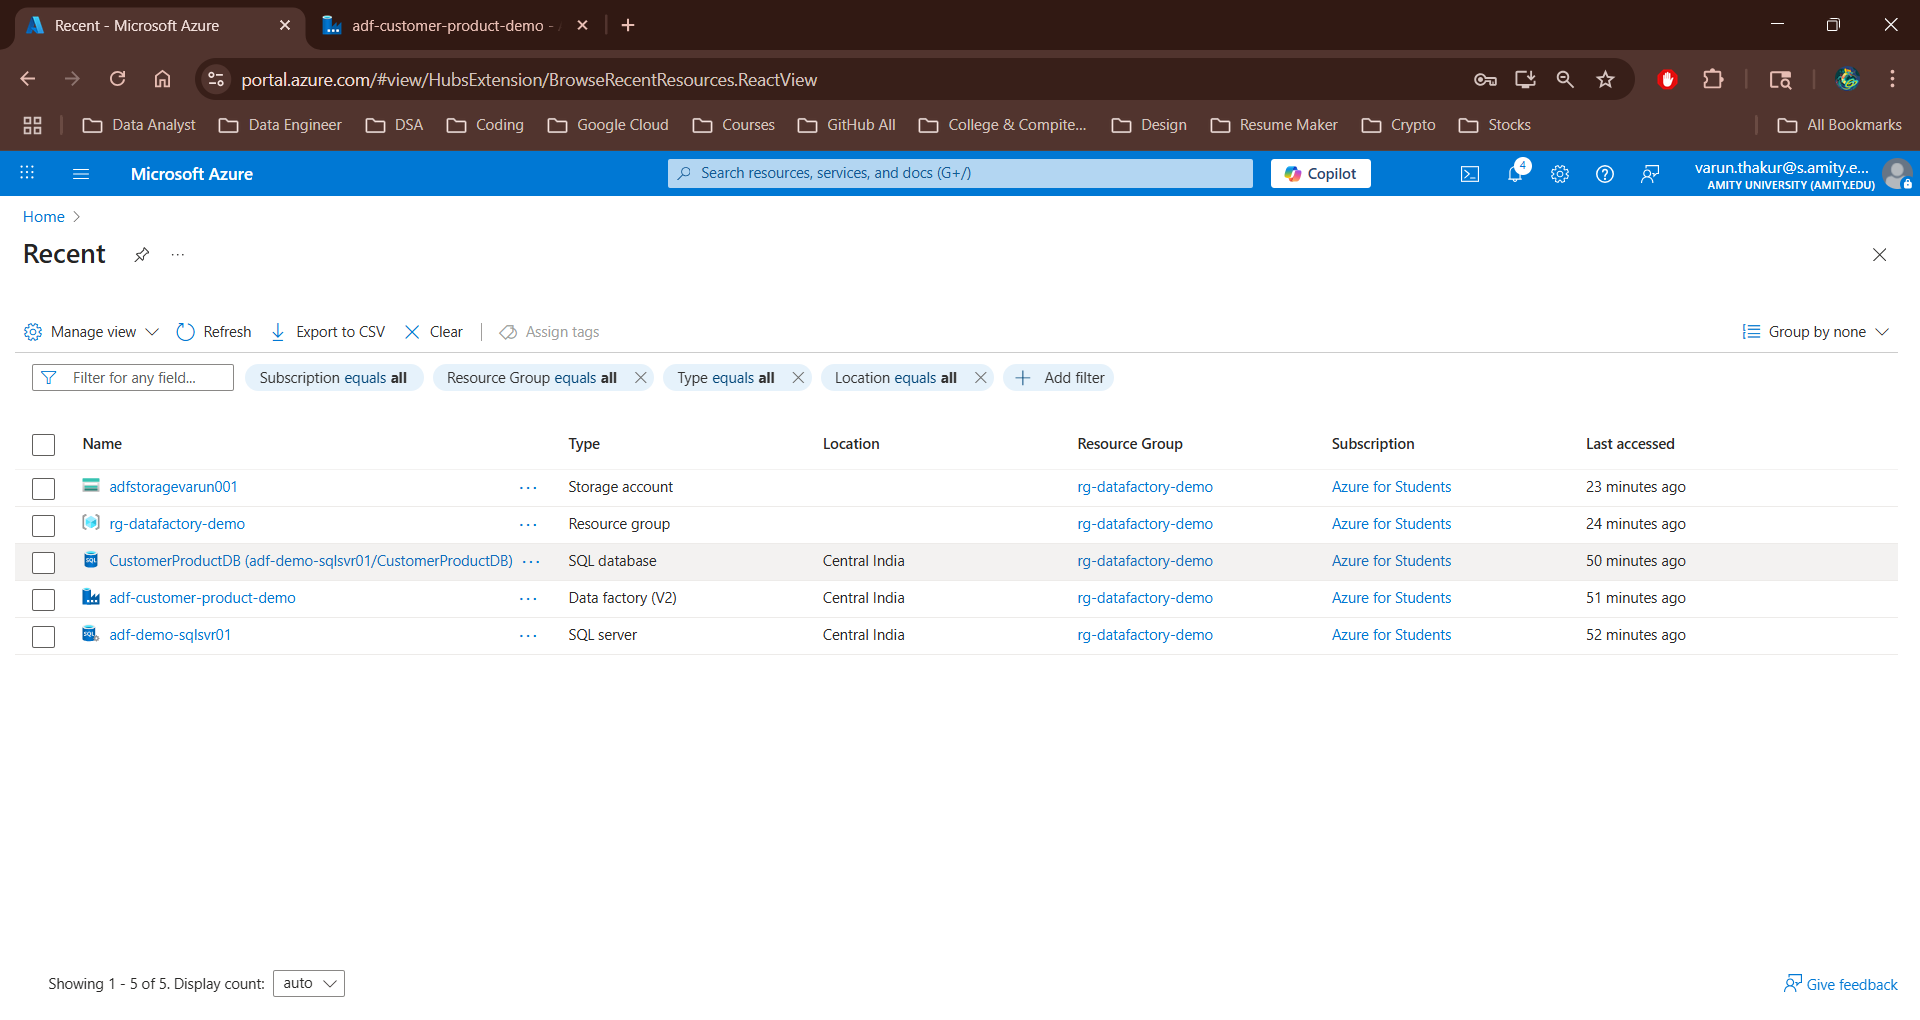 Recent - Microsoft Azure
adf-customer-product-demo -
portal.azure.com/#view/HubsExtension/BrowseRecentResources.ReactView
Data Analyst Data Engineer DSA Coding Google Cloud Courses GitHub All College & Compite... Design Resume Maker Crypto Stocks All Bookmarks
Microsoft Azure
Search resources, services, and docs (G+/)
Copilot
4
varun.thakur@s.amity.e...
AMITY UNIVERSITY (AMITY.EDU)
Home
Recent
Manage view Refresh Export to CSV Clear Assign tags Group by none
Filter for any field... Subscription equals all Resource Group equals all Type equals all Location equals all Add filter
Name Type Location Resource Group Subscription Last accessed
adfstoragevarun001 ... Storage account rg-datafactory-demo Azure for Students 23 minutes ago
rg-datafactory-demo ... Resource group rg-datafactory-demo Azure for Students 24 minutes ago
SQL CustomerProductDB (adf-demo-sqlsvr01/CustomerProductDB) ... SQL database Central India rg-datafactory-demo Azure for Students 50 minutes ago
adf-customer-product-demo ... Data factory (V2) Central India rg-datafactory-demo Azure for Students 51 minutes ago
SQL adf-demo-sqlsvr01 ... SQL server Central India rg-datafactory-demo Azure for Students 52 minutes ago
Showing 1 - 5 of 5. Display count: auto
Give feedback